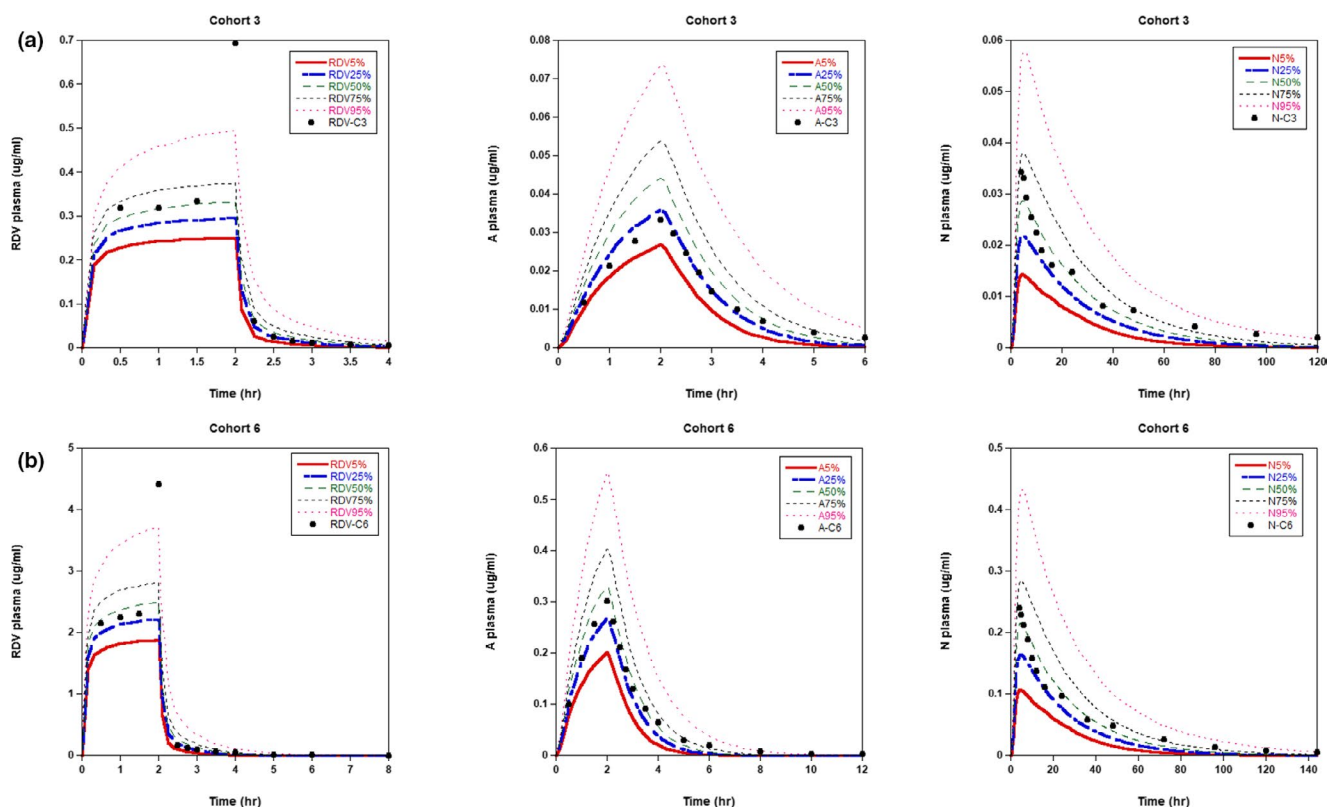 (a)
Cohort 3
RDV plasma (ug/ml)
0.7
0.6
0.5
0.4
0.3
0.2
0.1
0
RDV5%
RDV25%
RDV50%
RDV75%
RDV95%
RDV-C3
0 0.5 1 1.5 2 2.5 3 3.5 4
Time (hr)
Cohort 3
A plasma (ug/ml)
0.08
0.07
0.06
0.05
0.04
0.03
0.02
0.01
0
A5%
A25%
A50%
A75%
A95%
A-C3
0 1 2 3 4 5 6
Time (hr)
Cohort 3
N plasma (ug/ml)
0.06
0.05
0.04
0.03
0.02
0.01
0
N5%
N25%
N50%
N75%
N95%
N-C3
0 20 40 60 80 100 120
Time (hr)
(b)
Cohort 6
RDV plasma (ug/ml)
5
4
3
2
1
0
RDV5%
RDV25%
RDV50%
RDV75%
RDV95%
RDV-C6
0 1 2 3 4 5 6 7 8
Time (hr)
Cohort 6
A plasma (ug/ml)
0.6
0.5
0.4
0.3
0.2
0.1
0
A5%
A25%
A50%
A75%
A95%
A-C6
0 2 4 6 8 10 12
Time (hr)
Cohort 6
N plasma (ug/ml)
0.5
0.4
0.3
0.2
0.1
0
N5%
N25%
N50%
N75%
N95%
N-C6
0 20 40 60 80 100 120 140
Time (hr)